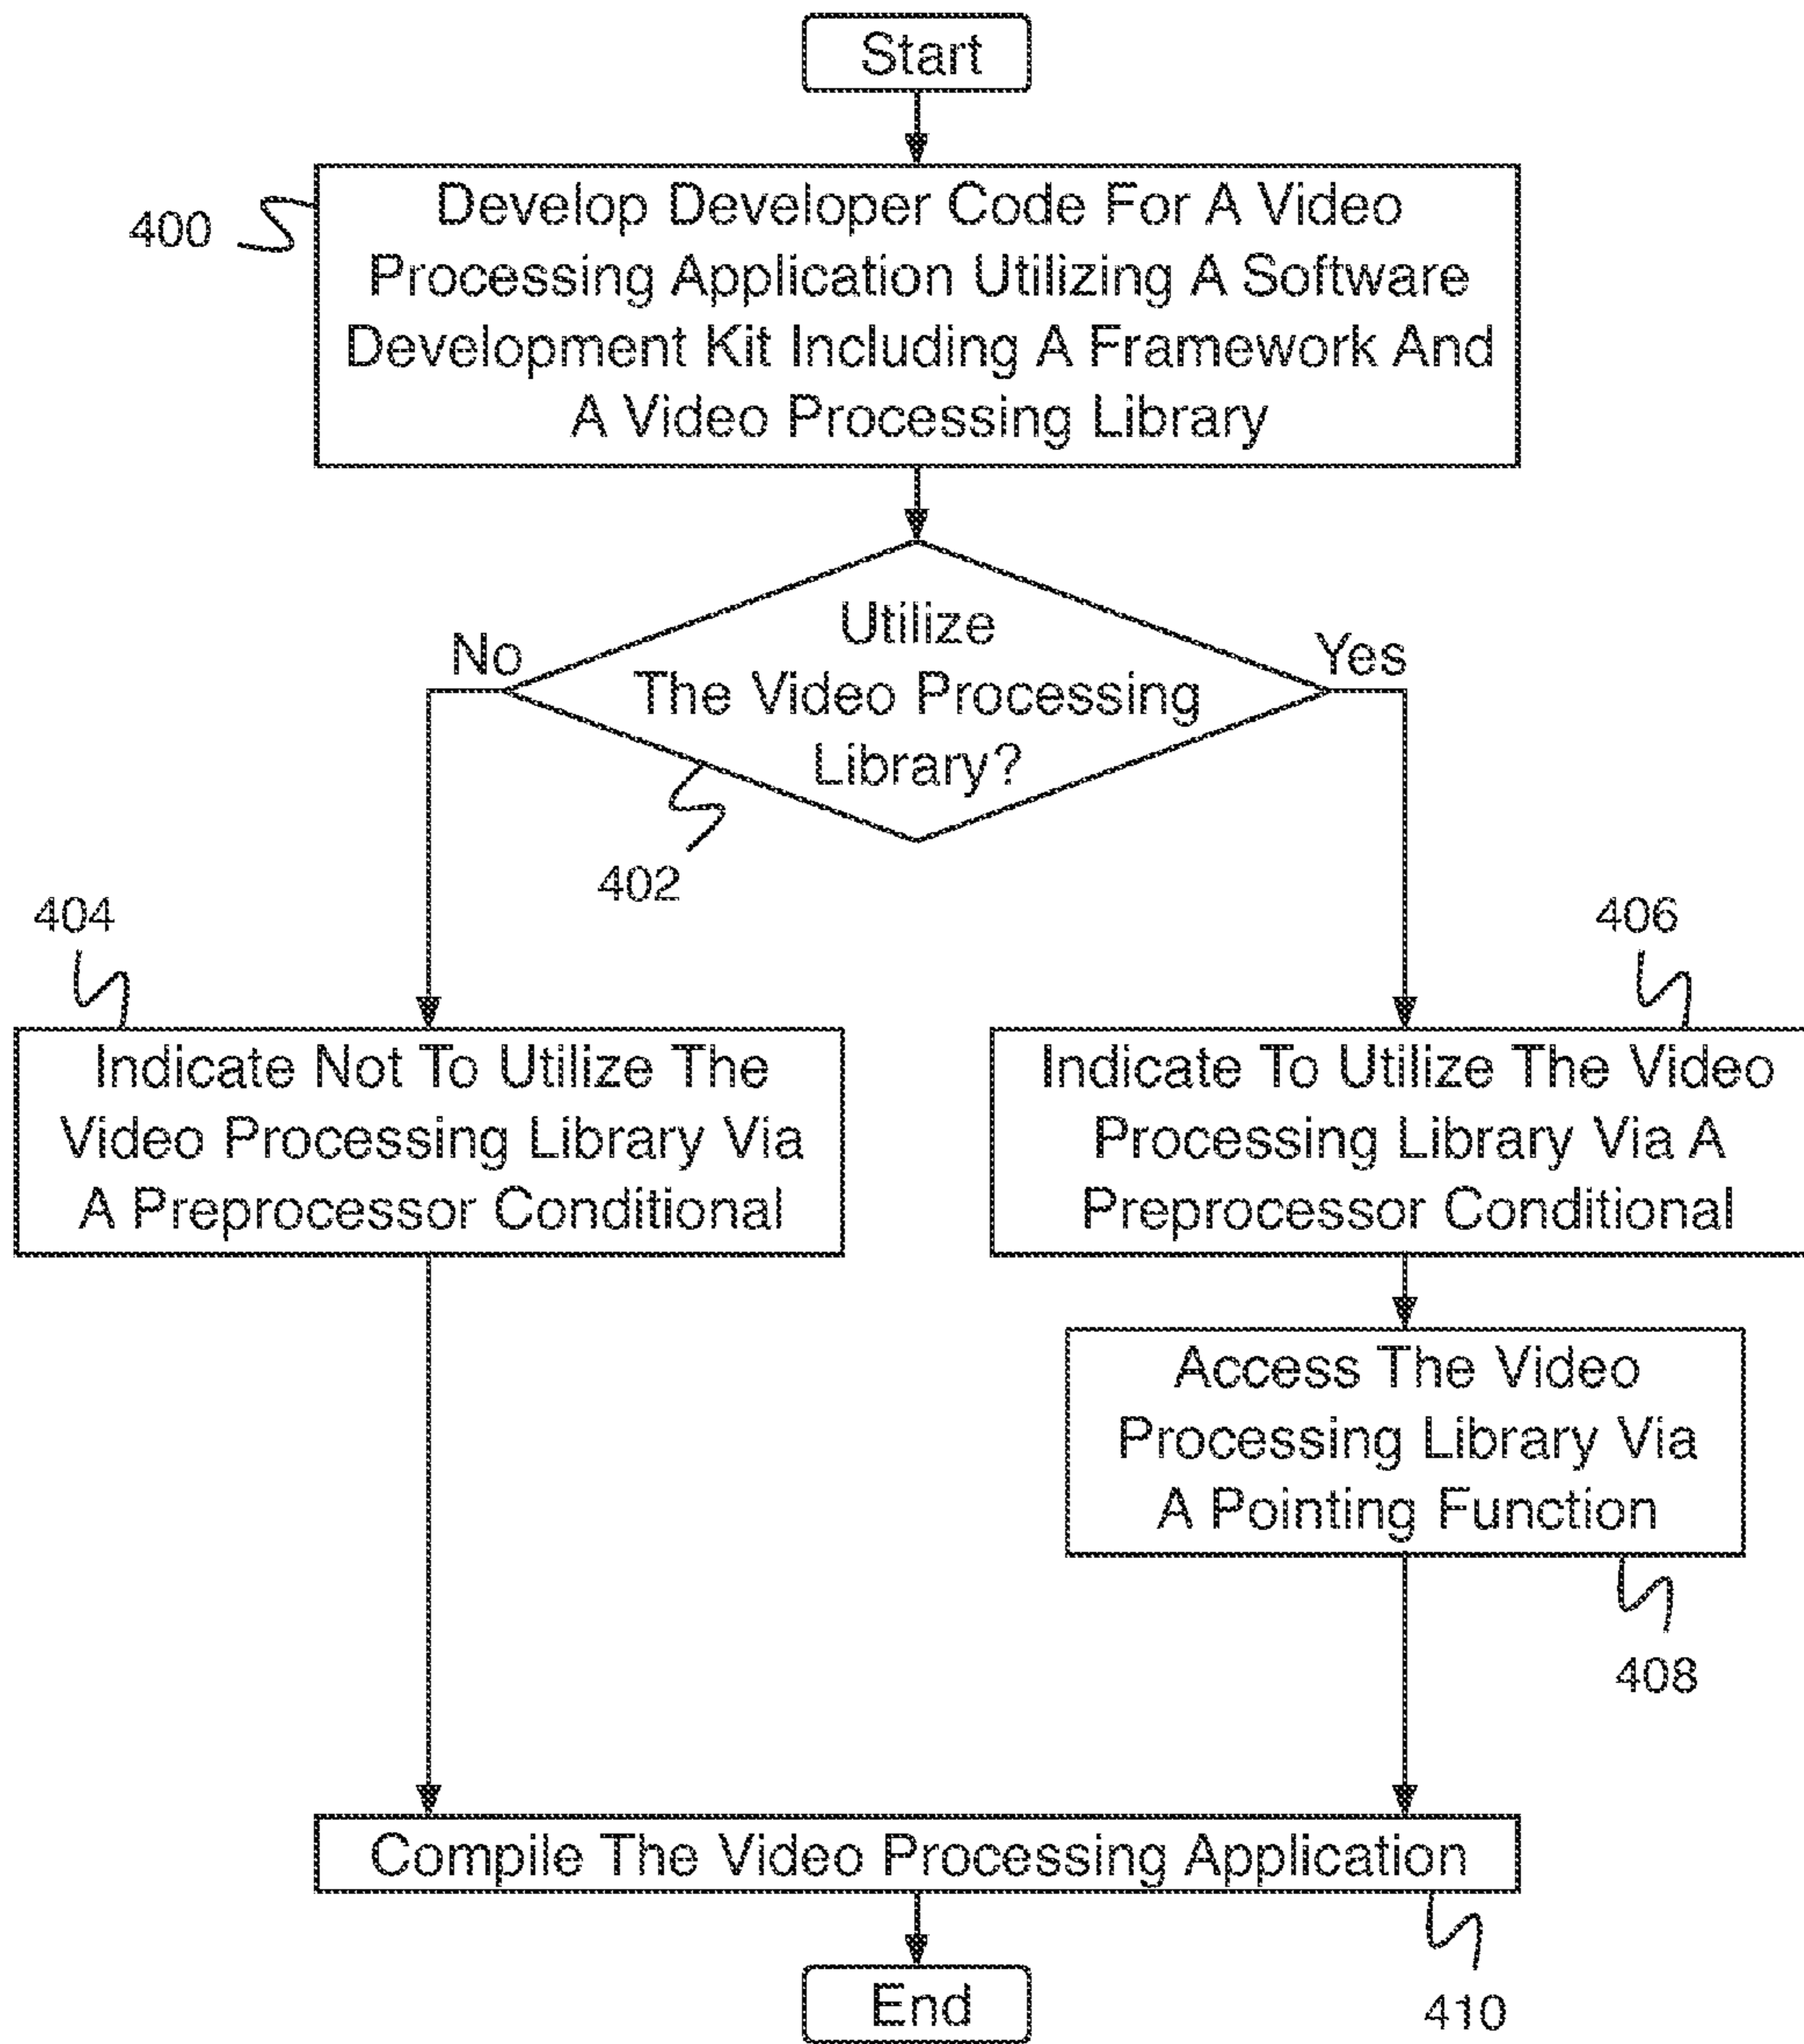 Start
400
Develop Developer Code For A Video
Processing Application Utilizing A Software
Development Kit Including A Framework And
A Video Processing Library
No
Yes
Utilize
The Video Processing
Library?
402
404
Indicate Not To Utilize The
Video Processing Library Via
A Preprocessor Conditional
406
Indicate To Utilize The Video
Processing Library Via A
Preprocessor Conditional
Access The Video
Processing Library Via
A Pointing Function
408
Compile The Video Processing Application
410
End